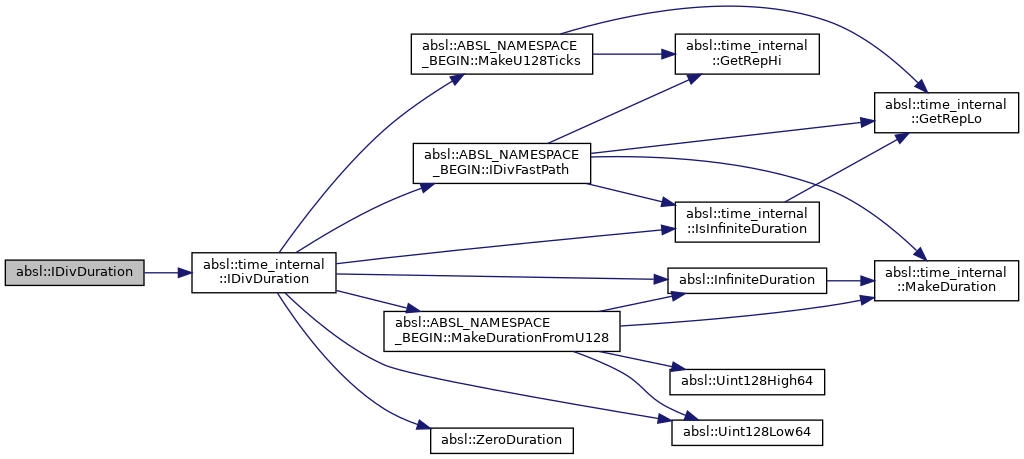 absl::IDivDuration
absl::time_internal
::IDivDuration
absl::ABSL_NAMESPACE
_BEGIN::MakeU128Ticks
absl::ABSL_NAMESPACE
_BEGIN::IDivFastPath
absl::ABSL_NAMESPACE
_BEGIN::MakeDurationFromU128
absl::ZeroDuration
absl::time_internal
::GetRepHi
absl::time_internal
::IsInfiniteDuration
absl::InfiniteDuration
absl::Uint128High64
absl::Uint128Low64
absl::time_internal
::GetRepLo
absl::time_internal
::MakeDuration